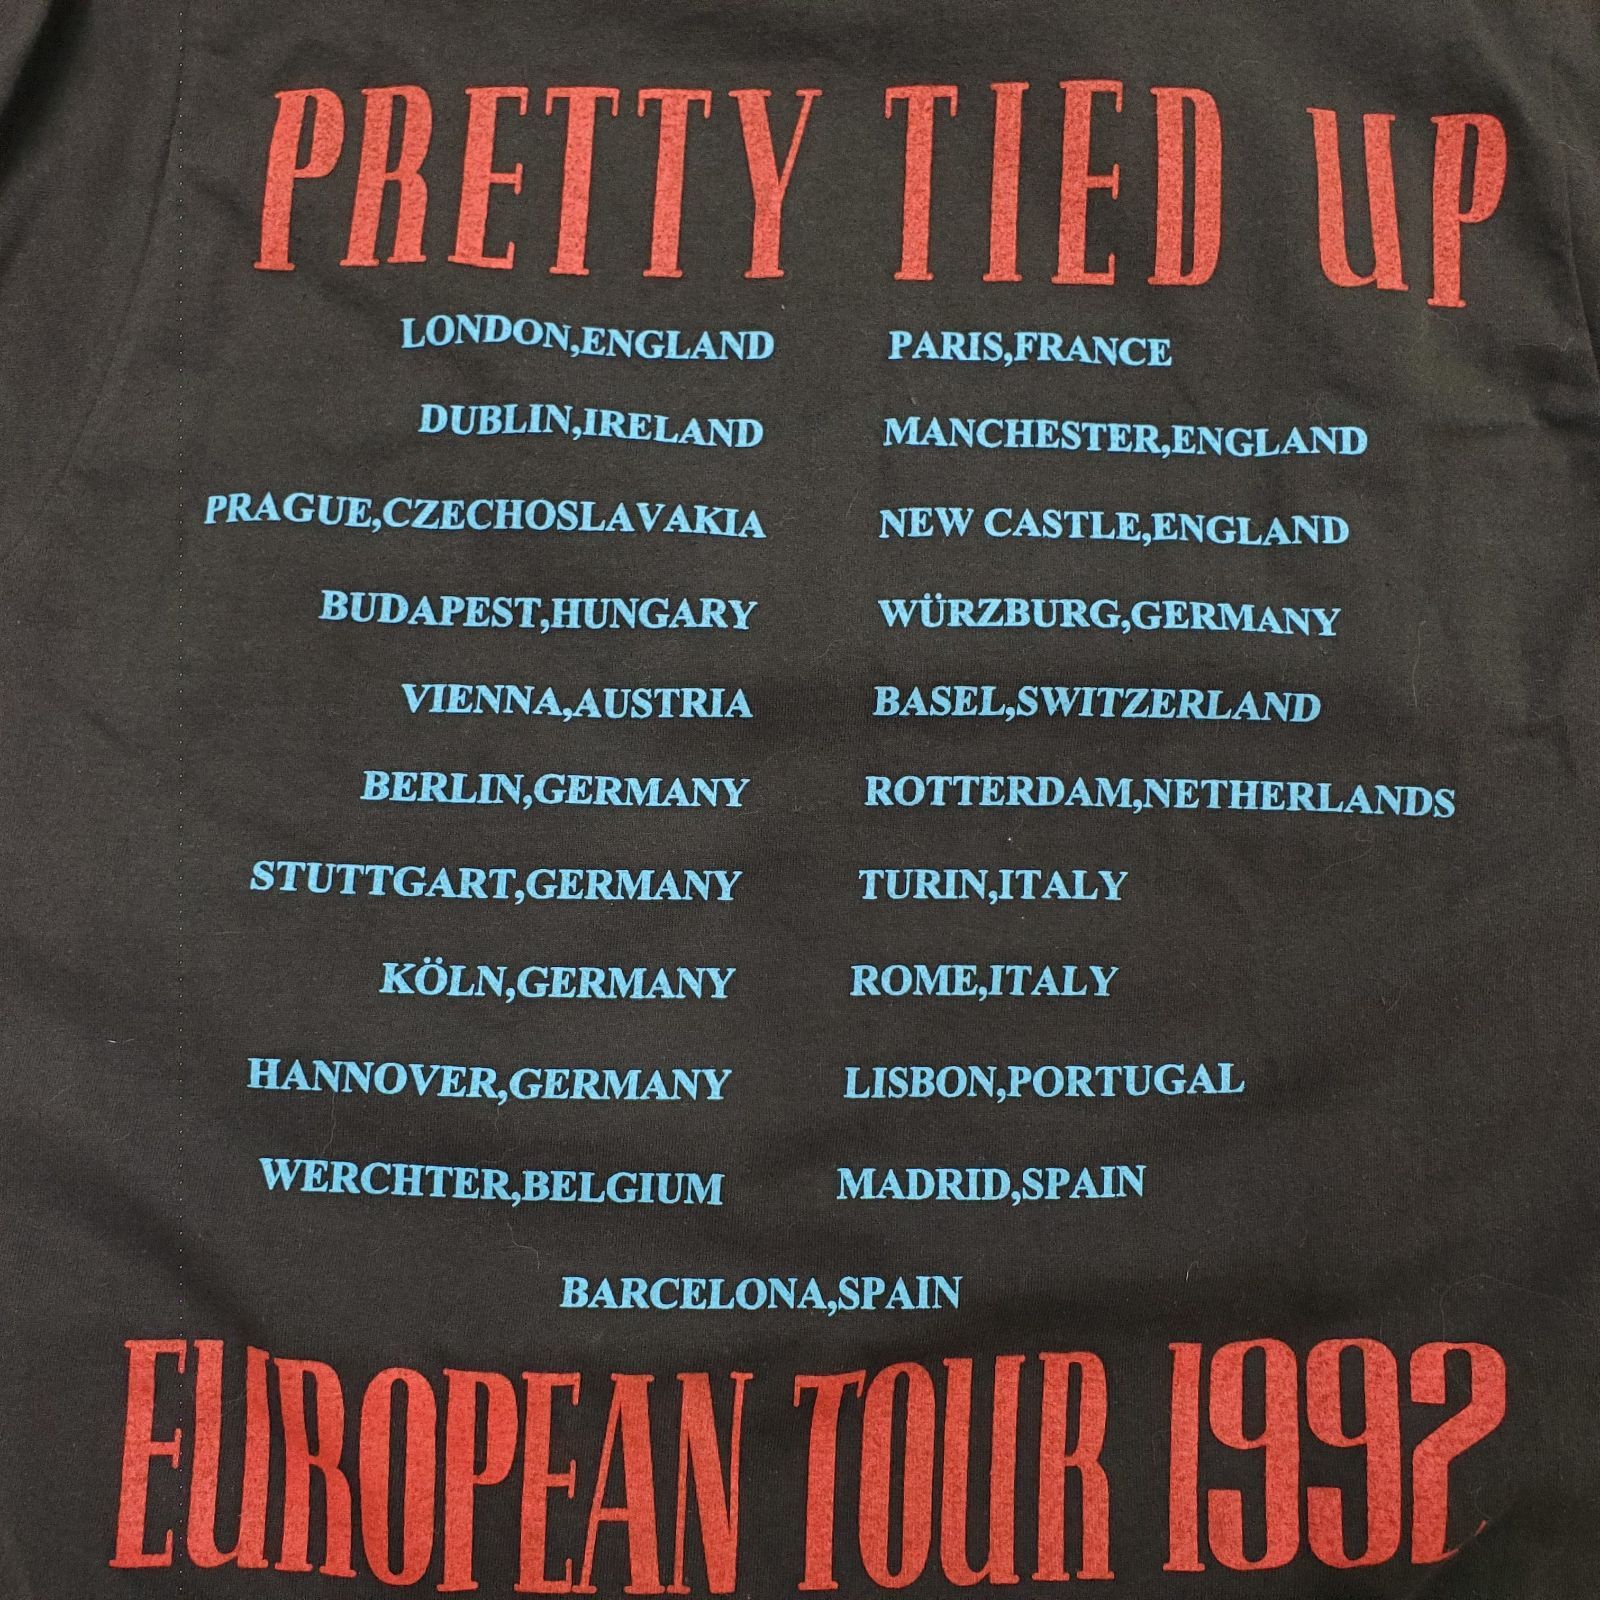 PRETTY TIED UP
LONDON,ENGLAND
DUBLIN,IRELAND
PRAGUE,CZECHOSLAVAKIA
BUDAPEST,HUNGARY
VIENNA,AUSTRIA
BERLIN,GERMANY
STUTTGART,GERMANY
KÖLN,GERMANY
HANNOVER,GERMANY
WERCHTER,BELGIUM
PARIS,FRANCE
MANCHESTER,ENGLAND
NEW CASTLE,ENGLAND
WÜRZBURG,GERMANY
BASEL,SWITZERLAND
ROTTERDAM,NETHERLANDS
TURIN,ITALY
ROME,ITALY
LISBON,PORTUGAL
MADRID,SPAIN
BARCELONA,SPAIN
EUROPEAN TOUR 1992